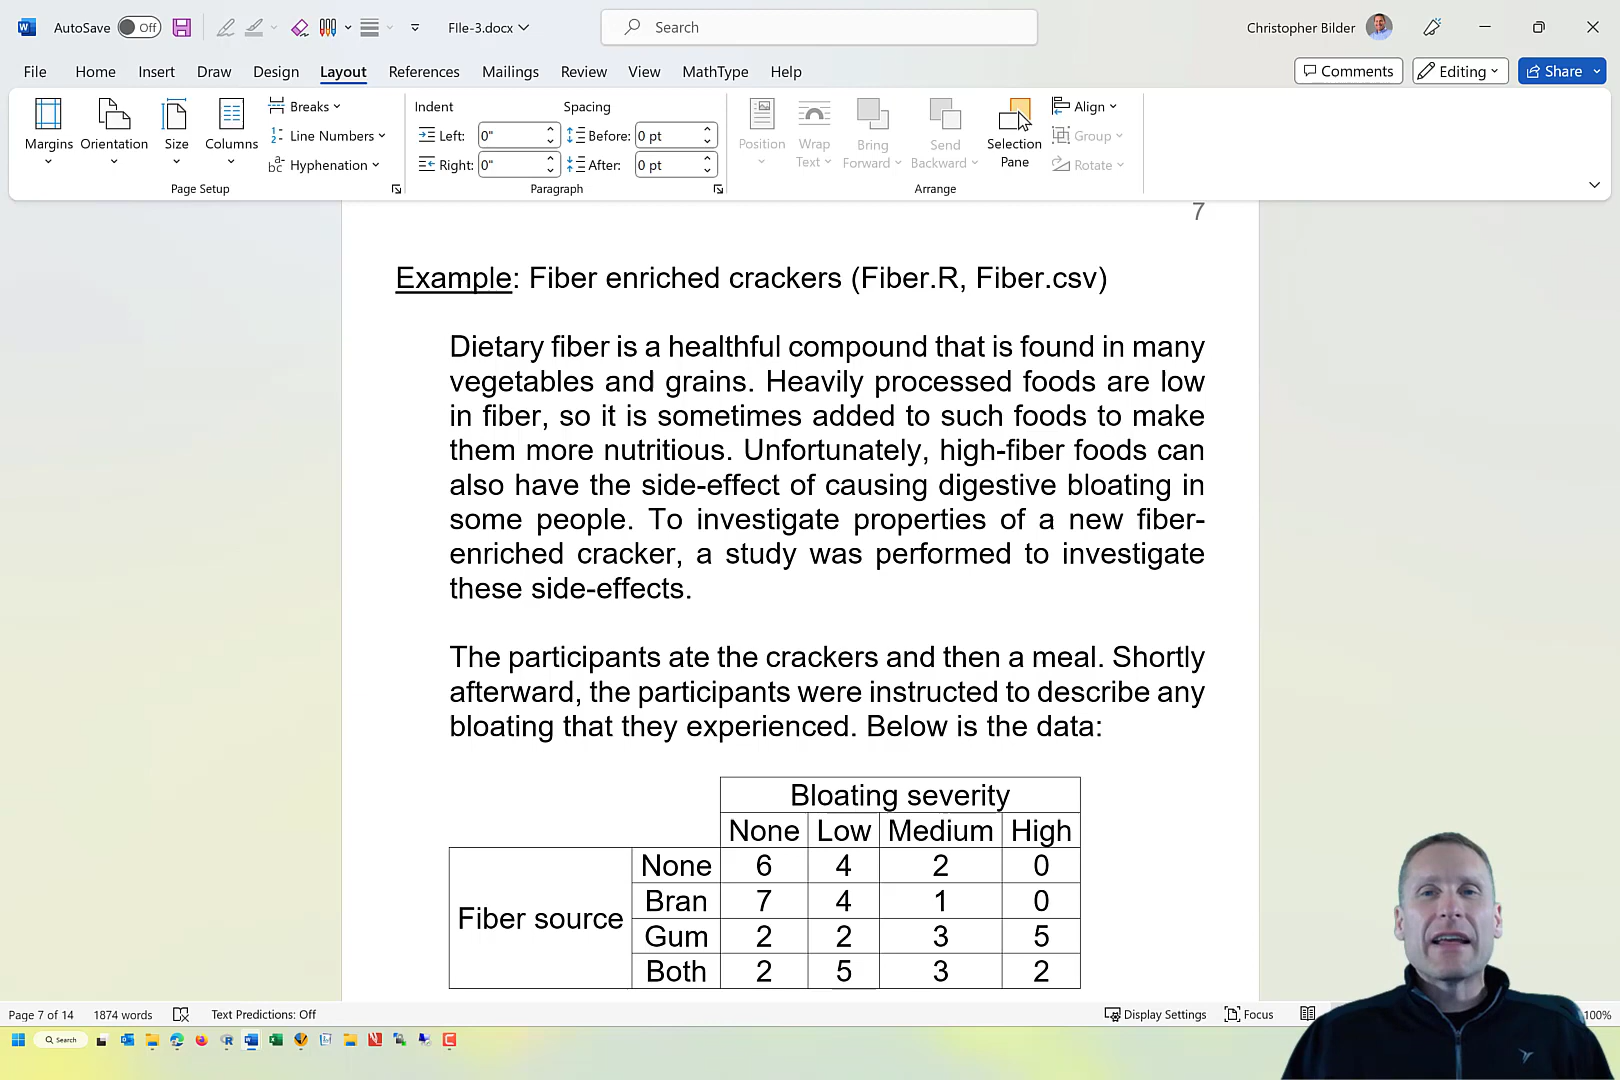 AutoSave Off FIle-3.docx Search Christopher Bilder
File Home Insert Draw Design Layout References Mailings Review View MathType Help Comments Editing Share
Margins Orientation Size Columns Breaks Line Numbers Hyphenation
Page Setup
Indent Spacing
Left: 0" Before: 0 pt
Right: 0" After: 0 pt
Paragraph
Position Wrap Text Bring Forward Send Backward Selection Pane Align Group Rotate
Arrange
7
Example: Fiber enriched crackers (Fiber.R, Fiber.csv)
Dietary fiber is a healthful compound that is found in many
vegetables and grains. Heavily processed foods are low
in fiber, so it is sometimes added to such foods to make
them more nutritious. Unfortunately, high-fiber foods can
also have the side-effect of causing digestive bloating in
some people. To investigate properties of a new fiber-
enriched cracker, a study was performed to investigate
these side-effects.
The participants ate the crackers and then a meal. Shortly
afterward, the participants were instructed to describe any
bloating that they experienced. Below is the data:
Bloating severity
None Low Medium High
Fiber source
None 6 4 2 0
Bran 7 4 1 0
Gum 2 2 3 5
Both 2 5 3 2
Page 7 of 14 1874 words Text Predictions: Off Display Settings Focus 100%
Search